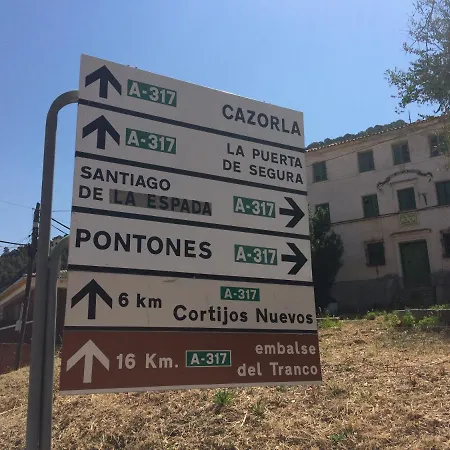 A-317 CAZORLA
A-317 LA PUERTA
DE SEGURA
SANTIAGO
DE LA ESPADA A-317
PONTONES A-317
A-317
6 km Cortijos Nuevos
16 Km. A-317 embalse
del Tranco